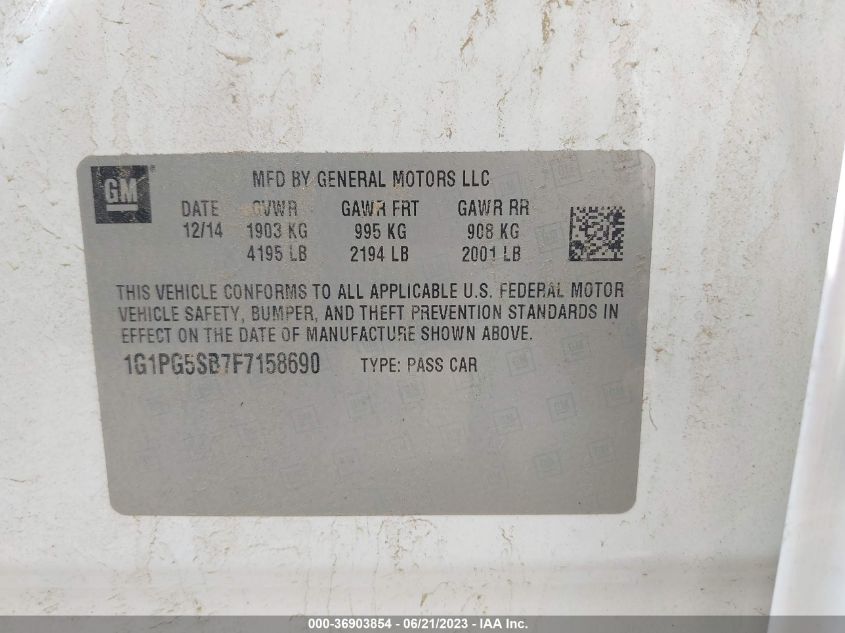 GM
MFD BY GENERAL MOTORS LLC
DATE GVWR GAWR FRT GAWR RR
12/14 1903 KG 995 KG 908 KG
4195 LB 2194 LB 2001 LB
THIS VEHICLE CONFORMS TO ALL APPLICABLE U.S. FEDERAL MOTOR
VEHICLE SAFETY, BUMPER, AND THEFT PREVENTION STANDARDS IN
EFFECT ON THE DATE OF MANUFACTURE SHOWN ABOVE.
1G1PG5SB7F7158690 TYPE: PASS CAR
000-36903854 / 06/21/2023 - IAA Inc.